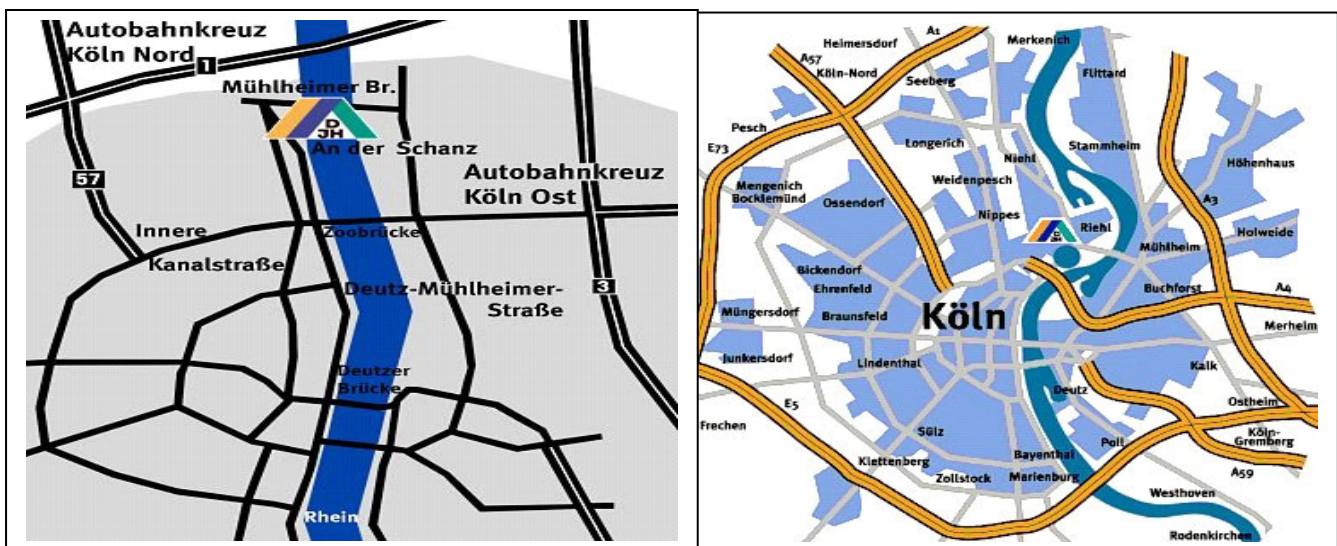 Autobahnkreuz
Köln Nord
1
Mühlheimer Br.
D
JH
An der Schanz
57
Autobahnkreuz
Köln Ost
Innere
Kanalstraße
Zoobrücke
3
Deutz-Mühlheimer-
Straße
Deutzer
Brücke
Rhein
A1
Merkenich
Heimersdorf
A57
Köln-Nord
Seeberg
Flittard
Pesch
E73
Longerich
Niehl
Stammheim
Höhenhaus
Weidenpesch
Mengenich
Bocklemünd
Ossendorf
A3
Nippes
D
JH
Riehl
Holweide
Mühlheim
Bickendorf
Ehrenfeld
Buchforst
A4
Müngersdorf
Braunsfeld
Köln
Merheim
Junkersdorf
Lindenthal
Kalk
Deutz
E5
Ostheim
Frechen
Sülz
Poll
Köln-
Gremberg
Klettenberg
Bayenthal
A59
Zollstock
Marienburg
Westhoven
Rodenkirchen